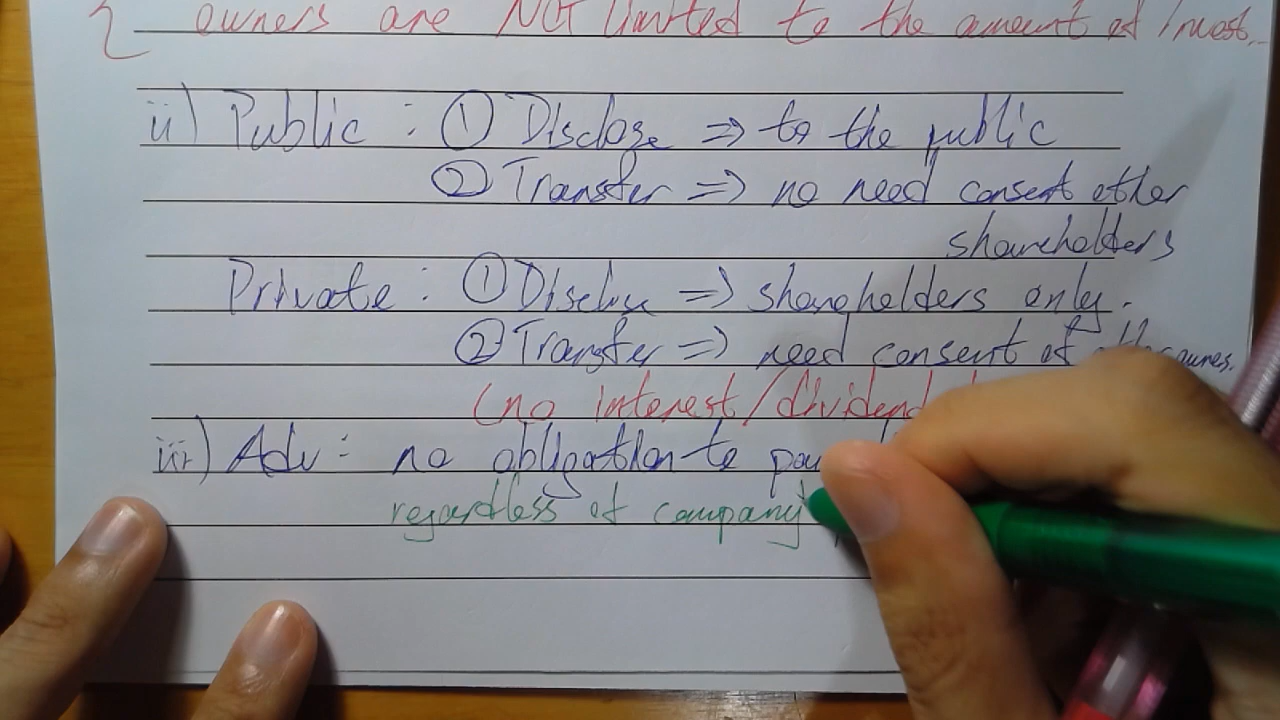 owners are NOT limited to the amount of invest.
ii) Public : ① Disclose => to the public
② Transfer => no need consent other
shareholders
Private : ① Disclose => shareholders only.
② Transfer => need consent of
(no interest/dividend
iii) Adv : no obligation to
regardless of company